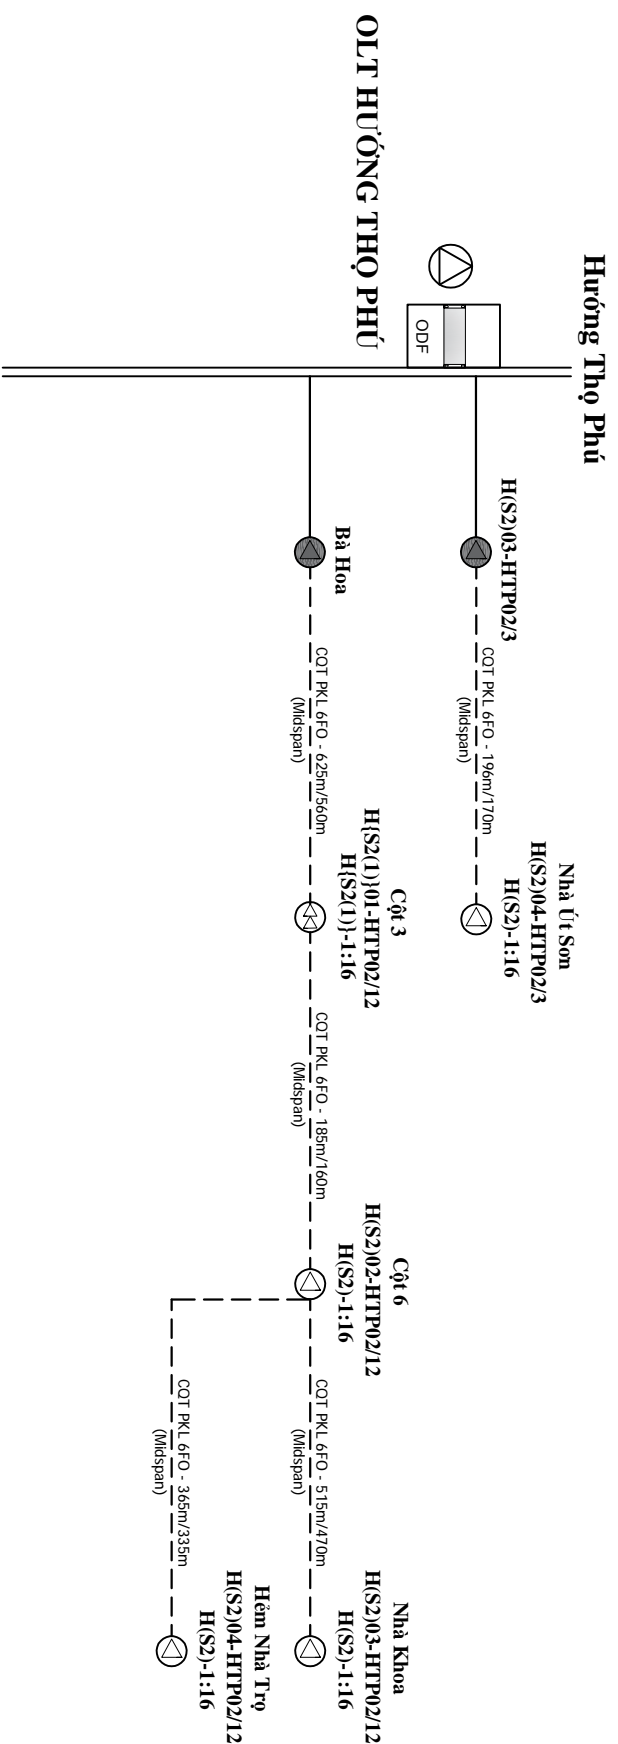 Hướng Thọ Phú
OLT HƯỚNG THỌ PHÚ
ODF
H(S2)03-HTP02/3
CQT PKL 6FO - 196m/170m
(Midspan)
Nhà Út Sơn
H(S2)04-HTP02/3
H(S2)-1:16
Bà Hoa
CQT PKL 6FO - 625m/560m
(Midspan)
Cột 3
H{S2(1)}01-HTP02/12
H{S2(1)}-1:16
CQT PKL 6FO - 185m/160m
(Midspan)
Cột 6
H(S2)02-HTP02/12
H(S2)-1:16
CQT PKL 6FO - 515m/470m
(Midspan)
Nhà Khoa
H(S2)03-HTP02/12
H(S2)-1:16
CQT PKL 6FO - 365m/335m
(Midspan)
Hẻm Nhà Trọ
H(S2)04-HTP02/12
H(S2)-1:16